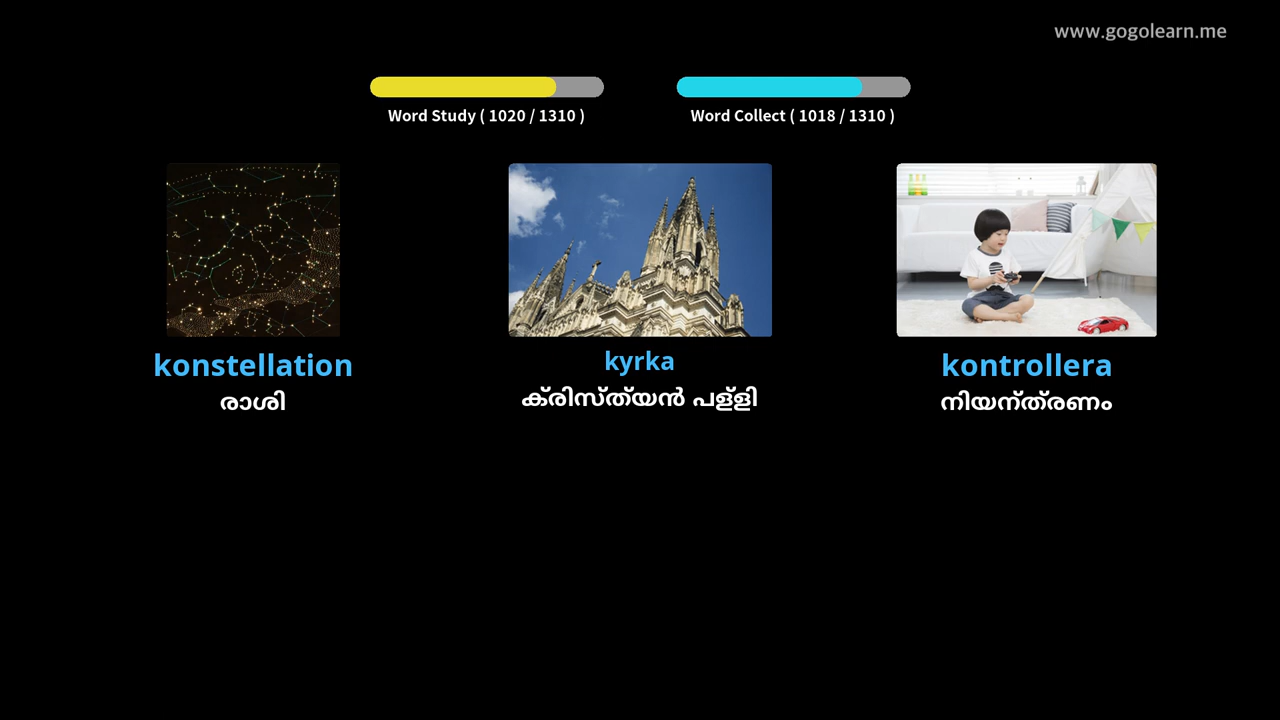 www.gogolearn.me
Word Study ( 1020 / 1310 )
Word Collect ( 1018 / 1310 )
konstellation
രാശി
kyrka
ക്രിസ്ത്യൻ പള്ളി
kontrollera
നിയന്ത്രണം